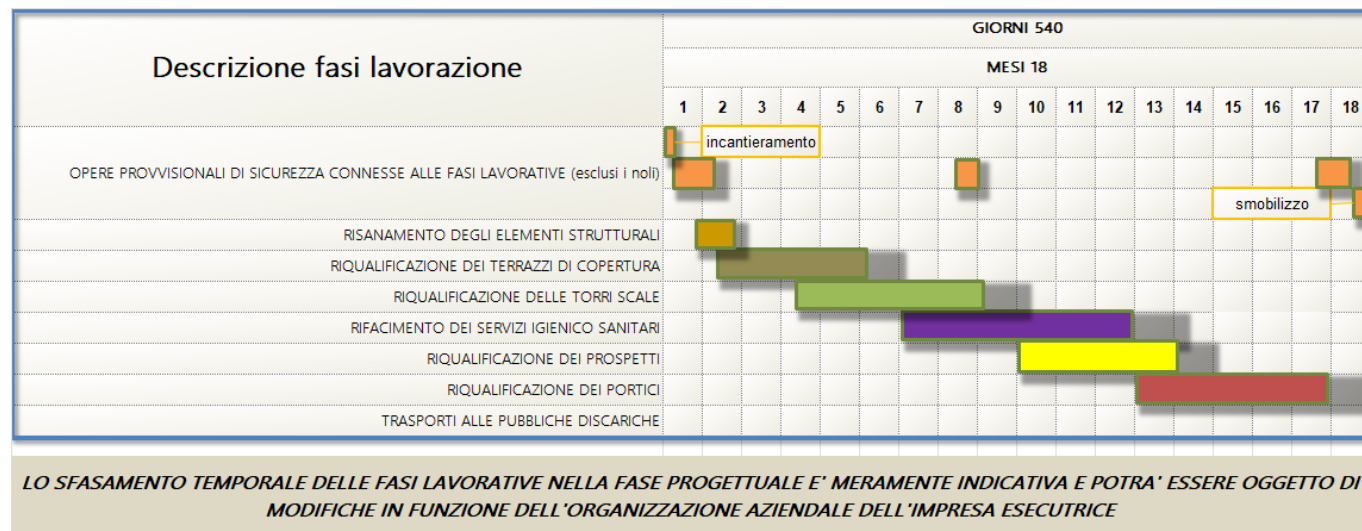 GIORNI 540
Descrizione fasi lavorazione
MESI 18
1 2 3 4 5 6 7 8 9 10 11 12 13 14 15 16 17 18
incantieramento
OPERE PROVVISIONALI DI SICUREZZA CONNESSE ALLE FASI LAVORATIVE (esclusi i noli)
smobilizzo
RISANAMENTO DEGLI ELEMENTI STRUTTURALI
RIQUALIFICAZIONE DEI TERRAZZI DI COPERTURA
RIQUALIFICAZIONE DELLE TORRI SCALE
RIFACIMENTO DEI SERVIZI IGIENICO SANITARI
RIQUALIFICAZIONE DEI PROSPETTI
RIQUALIFICAZIONE DEI PORTICI
TRASPORTI ALLE PUBBLICHE DISCARICHE
LO SFASAMENTO TEMPORALE DELLE FASI LAVORATIVE NELLA FASE PROGETTUALE E' MERAMENTE INDICATIVA E POTRA' ESSERE OGGETTO DI
MODIFICHE IN FUNZIONE DELL'ORGANIZZAZIONE AZIENDALE DELL'IMPRESA ESECUTRICE